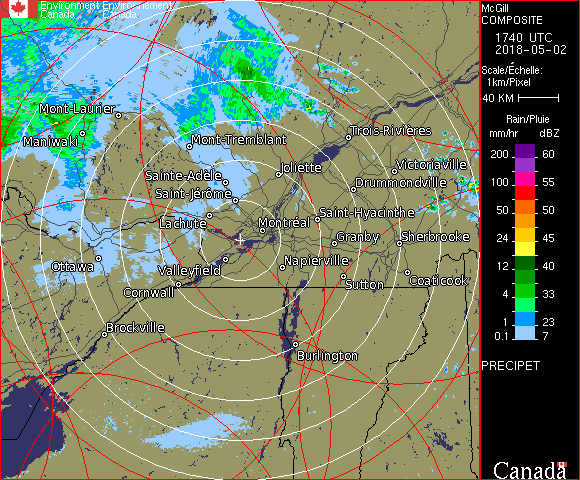 Environment Environnement
Canada Canada
McGill
COMPOSITE
1740 UTC
2018-05-02
Scale/Échelle:
1km/Pixel
40 KM
Rain/Pluie
mm/hr dBZ
200 60
150 57
100 55
50 50
24 45
12 40
4 33
1 23
0.1 7
PRECIPET
Canada
Mont-Laurier
Maniwaki
Mont-Tremblant
Trois-Rivières
Victoriaville
Joliette
Sainte-Adèle
Drummondville
Saint-Jérôme
Saint-Hyacinthe
Lachute
Montréal
Granby
Sherbrooke
Ottawa
Valleyfield
Napierville
Coaticook
Cornwall
Sutton
Brockville
Burlington